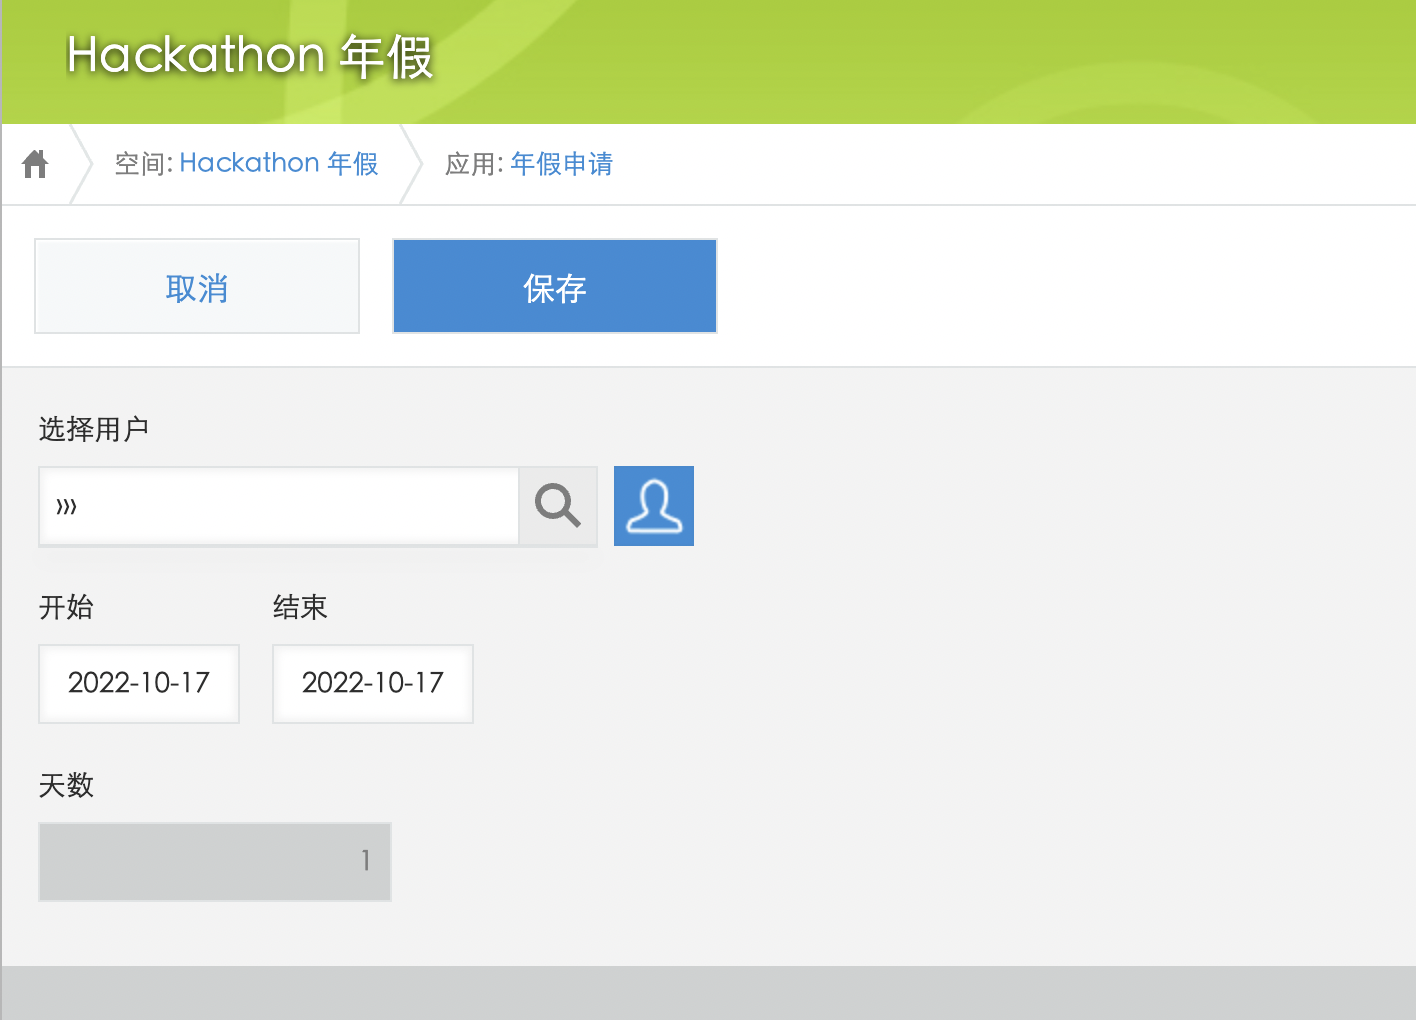 Hackathon 年假
空间: Hackathon 年假 应用: 年假申请
取消 保存
选择用户
›››
开始 结束
2022-10-17 2022-10-17
天数
1